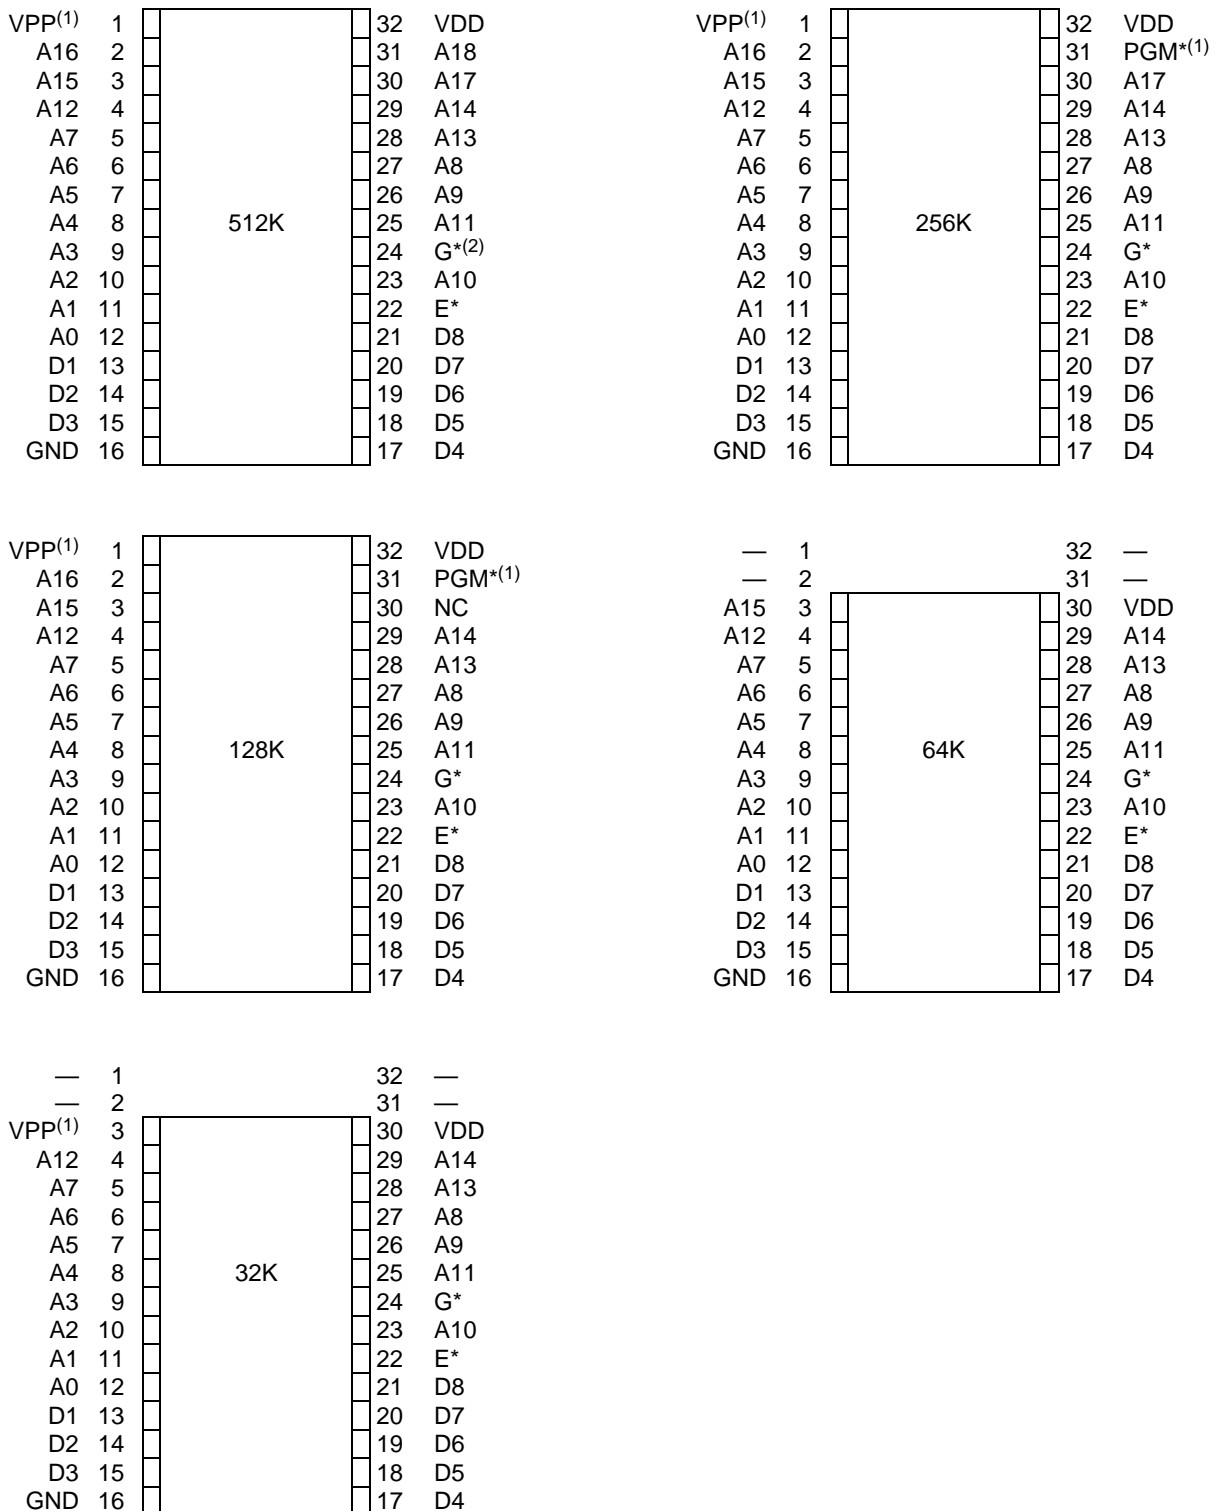 VPP(1) 1 32 VDD
A16 2 31 A18
A15 3 30 A17
A12 4 29 A14
A7 5 28 A13
A6 6 27 A8
A5 7 26 A9
A4 8 512K 25 A11
A3 9 24 G*(2)
A2 10 23 A10
A1 11 22 E*
A0 12 21 D8
D1 13 20 D7
D2 14 19 D6
D3 15 18 D5
GND 16 17 D4
VPP(1) 1 32 VDD
A16 2 31 PGM*(1)
A15 3 30 A17
A12 4 29 A14
A7 5 28 A13
A6 6 27 A8
A5 7 26 A9
A4 8 256K 25 A11
A3 9 24 G*
A2 10 23 A10
A1 11 22 E*
A0 12 21 D8
D1 13 20 D7
D2 14 19 D6
D3 15 18 D5
GND 16 17 D4
VPP(1) 1 32 VDD
A16 2 31 PGM*(1)
A15 3 30 NC
A12 4 29 A14
A7 5 28 A13
A6 6 27 A8
A5 7 26 A9
A4 8 128K 25 A11
A3 9 24 G*
A2 10 23 A10
A1 11 22 E*
A0 12 21 D8
D1 13 20 D7
D2 14 19 D6
D3 15 18 D5
GND 16 17 D4
— 1 32 —
— 2 31 —
A15 3 30 VDD
A12 4 29 A14
A7 5 28 A13
A6 6 27 A8
A5 7 26 A9
A4 8 64K 25 A11
A3 9 24 G*
A2 10 23 A10
A1 11 22 E*
A0 12 21 D8
D1 13 20 D7
D2 14 19 D6
D3 15 18 D5
GND 16 17 D4
— 1 32 —
— 2 31 —
VPP(1) 3 30 VDD
A12 4 29 A14
A7 5 28 A13
A6 6 27 A8
A5 7 26 A9
A4 8 32K 25 A11
A3 9 24 G*
A2 10 23 A10
A1 11 22 E*
A0 12 21 D8
D1 13 20 D7
D2 14 19 D6
D3 15 18 D5
GND 16 17 D4